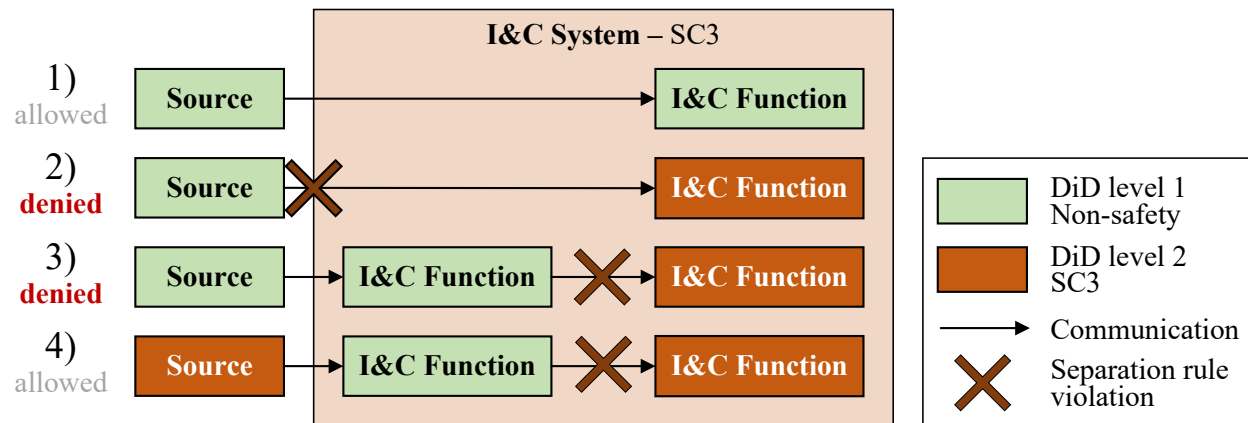 I&C System – SC3
1)
allowed
Source
I&C Function
2)
denied
Source
I&C Function
3)
denied
Source
I&C Function
I&C Function
4)
allowed
Source
I&C Function
I&C Function
DiD level 1
Non-safety
DiD level 2
SC3
Communication
Separation rule
violation